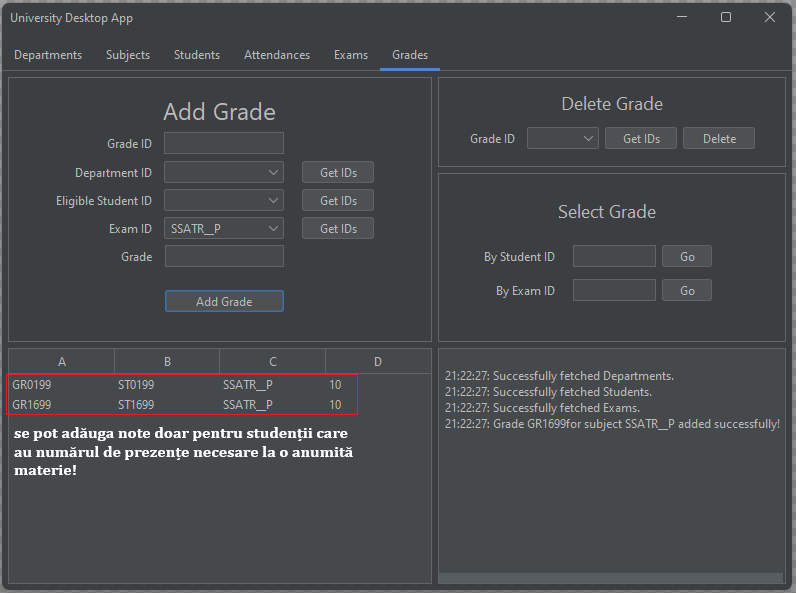 University Desktop App
Departments Subjects Students Attendances Exams Grades
Add Grade
Grade ID
Department ID Get IDs
Eligible Student ID Get IDs
Exam ID SSATR__P Get IDs
Grade
Add Grade
Delete Grade
Grade ID Get IDs Delete
Select Grade
By Student ID Go
By Exam ID Go
A B C D
GR0199 ST0199 SSATR__P 10
GR1699 ST1699 SSATR__P 10
se pot adăuga note doar pentru studenții care
au numărul de prezențe necesare la o anumită
materie!
21:22:27: Successfully fetched Departments.
21:22:27: Successfully fetched Students.
21:22:27: Successfully fetched Exams.
21:22:27: Grade GR1699for subject SSATR__P added successfully!